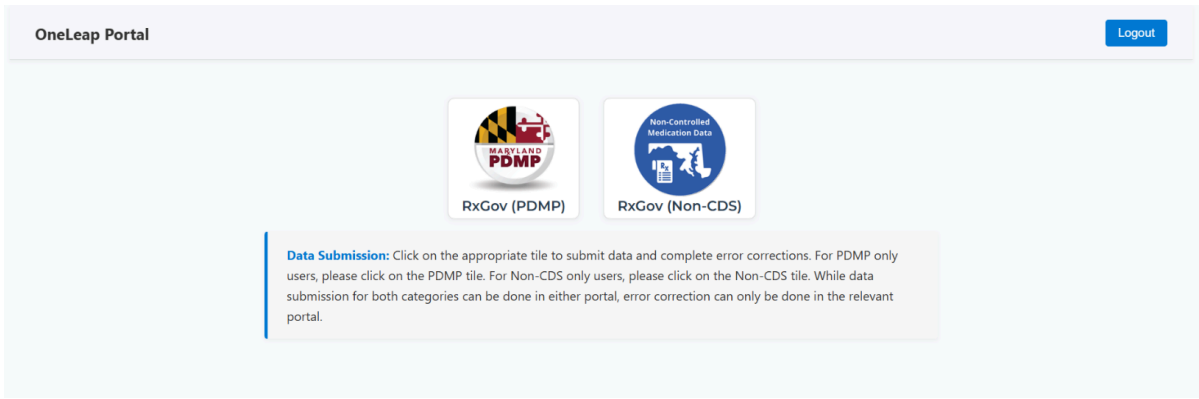 OneLeap Portal
Logout
MARYLAND
PDMP
RxGov (PDMP)
Non-Controlled
Medication Data
Rx
RxGov (Non-CDS)
Data Submission: Click on the appropriate tile to submit data and complete error corrections. For PDMP only
users, please click on the PDMP tile. For Non-CDS only users, please click on the Non-CDS tile. While data
submission for both categories can be done in either portal, error correction can only be done in the relevant
portal.